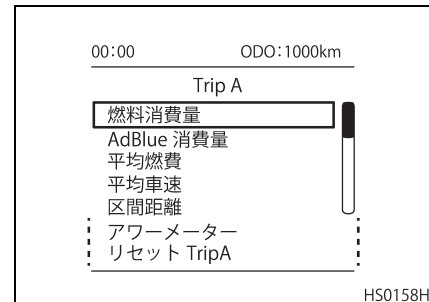 00:00 ODO:1000km
Trip A
燃料消費量
AdBlue 消費量
平均燃費
平均車速
区間距離
アワーメーター
リセット TripA
HS0158H